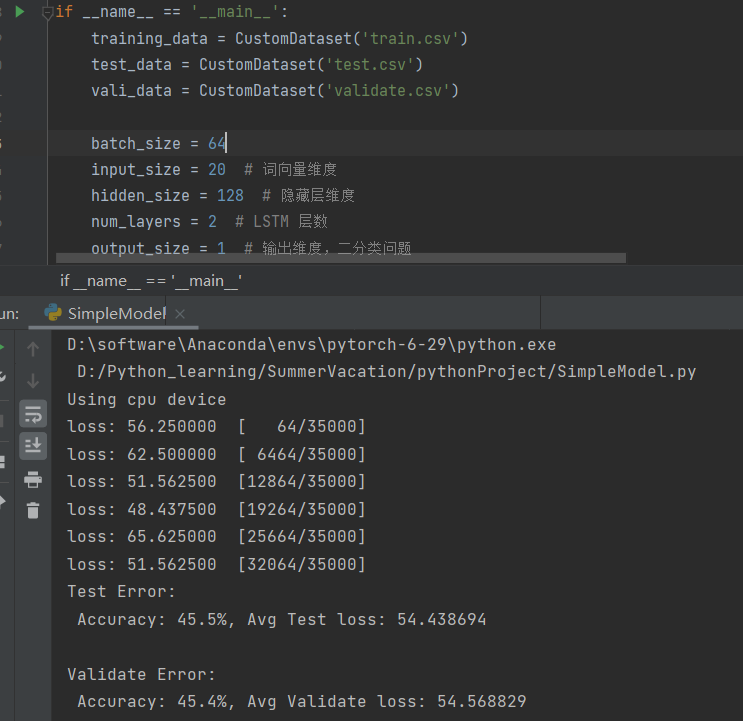 if __name__ == '__main__':
training_data = CustomDataset('train.csv')
test_data = CustomDataset('test.csv')
vali_data = CustomDataset('validate.csv')
batch_size = 64
input_size = 20  # 词向量维度
hidden_size = 128  # 隐藏层维度
num_layers = 2  # LSTM 层数
output_size = 1  # 输出维度，二分类问题
if __name__ == '__main__'
un: SimpleModel
D:\software\Anaconda\envs\pytorch-6-29\python.exe
D:/Python_learning/SummerVacation/pythonProject/SimpleModel.py
Using cpu device
loss: 56.250000  [   64/35000]
loss: 62.500000  [ 6464/35000]
loss: 51.562500  [12864/35000]
loss: 48.437500  [19264/35000]
loss: 65.625000  [25664/35000]
loss: 51.562500  [32064/35000]
Test Error:
Accuracy: 45.5%, Avg Test loss: 54.438694
Validate Error:
Accuracy: 45.4%, Avg Validate loss: 54.568829